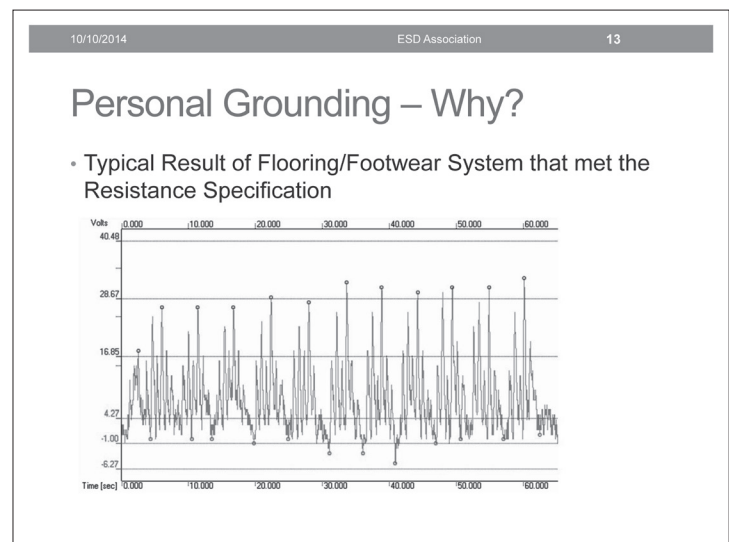 10/10/2014 ESD Association 13
Personal Grounding – Why?
• Typical Result of Flooring/Footwear System that met the
Resistance Specification
Volts 0.000 10.000 20.000 30.000 40.000 50.000 60.000
40.48
28.67
16.85
4.27
-1.00
-6.27
Time [sec] 0.000 10.000 20.000 30.000 40.000 50.000 60.000